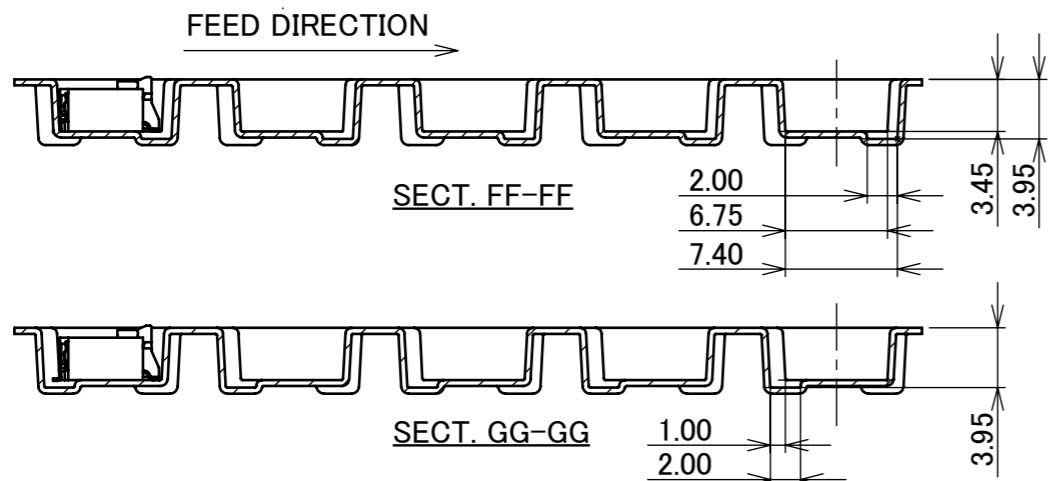 FEED DIRECTION
3.45
3.95
SECT. FF-FF
2.00
6.75
7.40
SECT. GG-GG
1.00
2.00
3.95